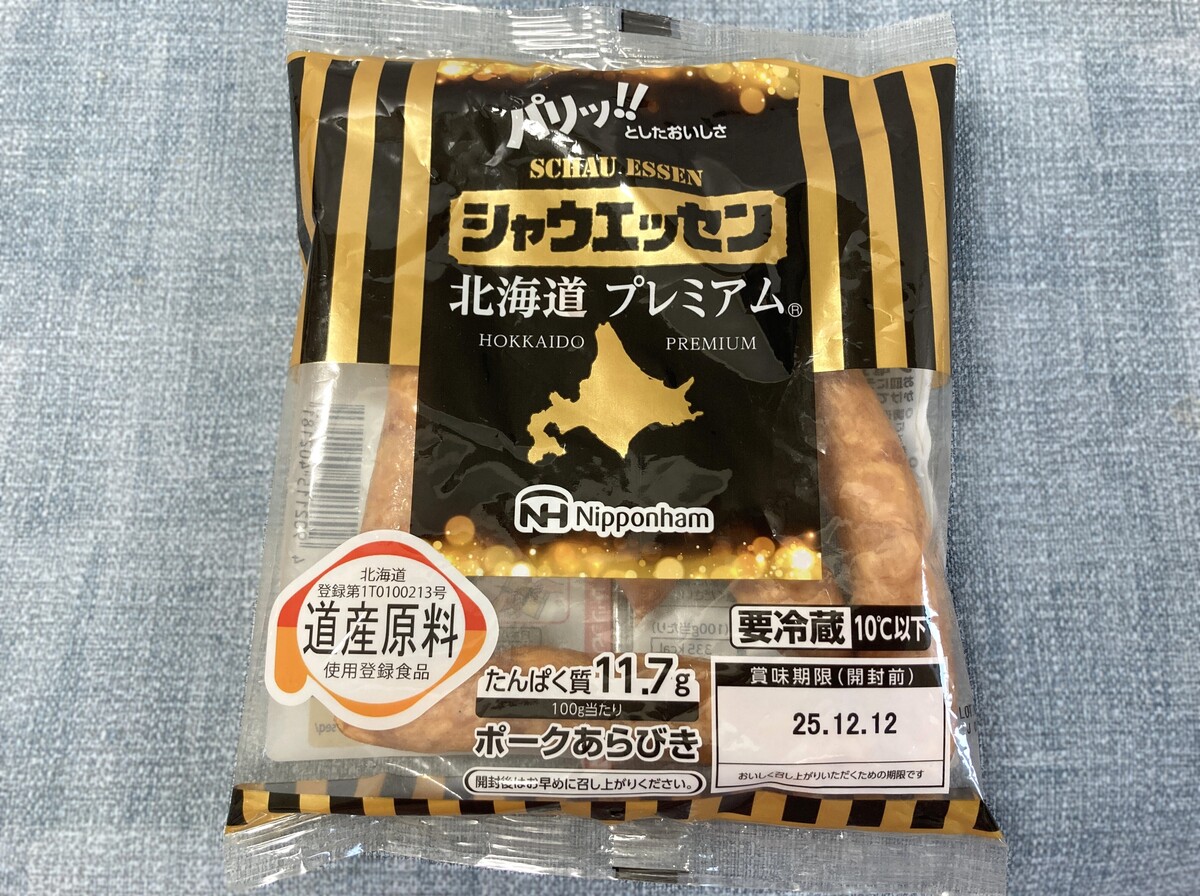 パリッ!!
としたおいしさ
SCHAU ESSEN
シャウエッセン
北海道 プレミアム®
HOKKAIDO PREMIUM
NH Nipponham
北海道
登録第1T0100213号
道産原料
使用登録食品
たんぱく質11.7g
100g当たり
ポークあらびき
開封後はお早めに召し上がりください。
要冷蔵 10℃以下
賞味期限(開封前)
25.12.12
おいしく召し上がりいただくための期限です